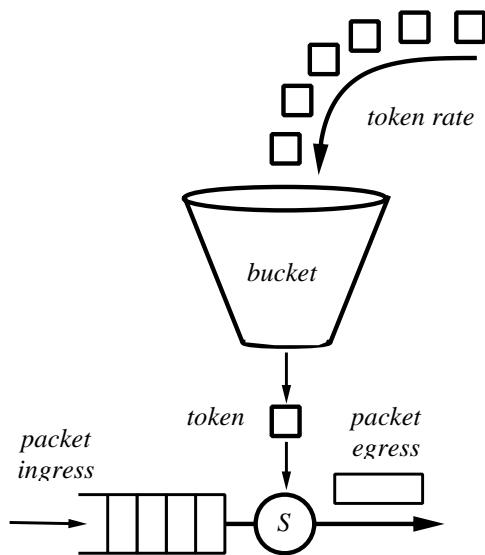 token rate
bucket
token
packet
egress
packet
ingress
S